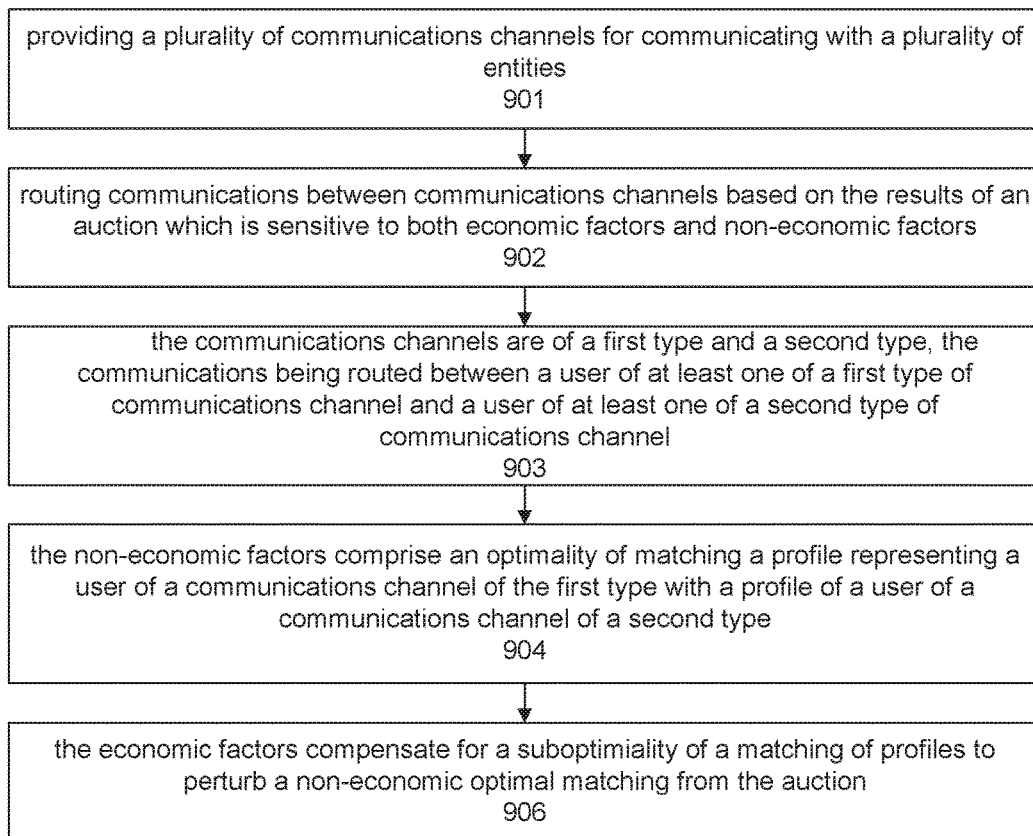 providing a plurality of communications channels for communicating with a plurality of
entities
901
routing communications between communications channels based on the results of an
auction which is sensitive to both economic factors and non-economic factors
902
the communications channels are of a first type and a second type, the
communications being routed between a user of at least one of a first type of
communications channel and a user of at least one of a second type of
communications channel
903
the non-economic factors comprise an optimality of matching a profile representing a
user of a communications channel of the first type with a profile of a user of a
communications channel of a second type
904
the economic factors compensate for a suboptimiality of a matching of profiles to
perturb a non-economic optimal matching from the auction
906